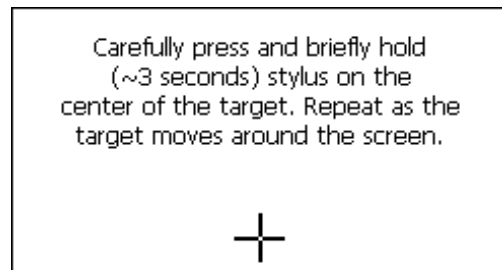 Carefully press and briefly hold
(~3 seconds) stylus on the
center of the target. Repeat as the
target moves around the screen.